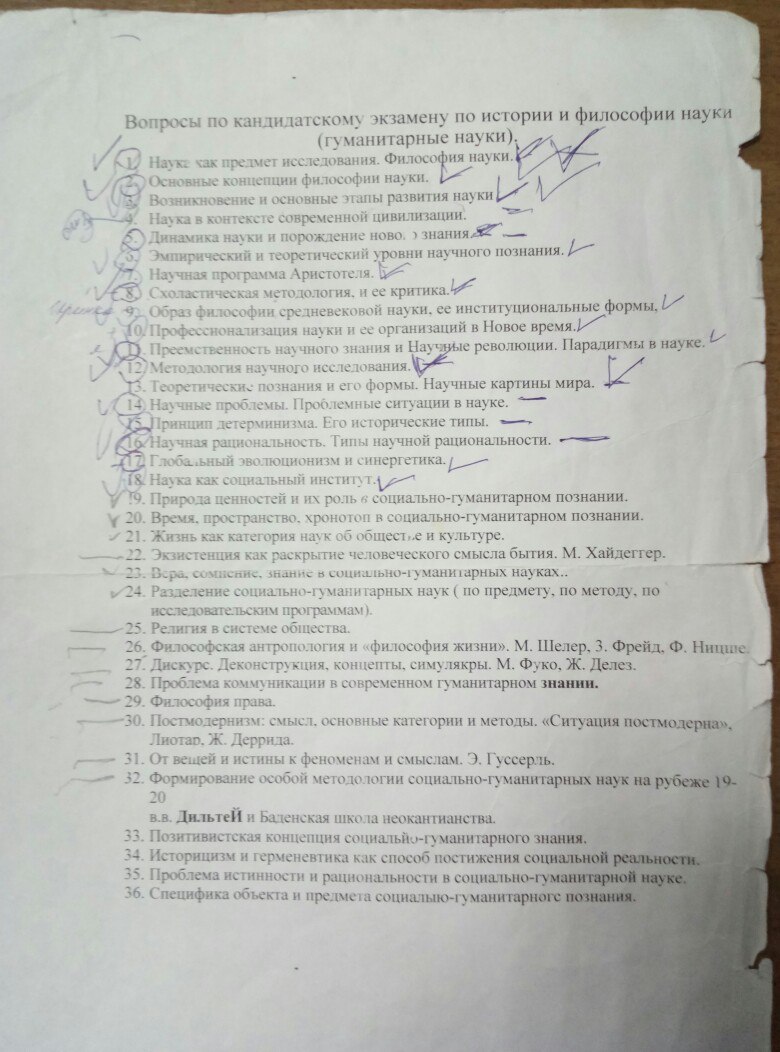 Вопросы по кандидатскому экзамену по истории и философии науки
(гуманитарные науки).
1. Наука как предмет исследования. Философия науки.
2. Основные концепции философии науки.
3. Возникновение и основные этапы развития науки
4. Наука в контексте современной цивилизации.
5. Динамика науки и порождение нового знания.
6. Эмпирический и теоретический уровни научного познания.
7. Научная программа Аристотеля.
8. Схоластическая методология, и ее критика.
9. Образ философии средневековой науки, ее институциональные формы,
10. Профессионализация науки и ее организаций в Новое время.
11. Преемственность научного знания и Научные революции. Парадигмы в науке.
12. Методология научного исследования.
13. Теоретические познания и его формы. Научные картины мира.
14. Научные проблемы. Проблемные ситуации в науке.
15. Принцип детерминизма. Его исторические типы.
16. Научная рациональность. Типы научной рациональности.
17. Глобальный эволюционизм и синергетика.
18. Наука как социальный институт.
19. Природа ценностей и их роль в социально-гуманитарном познании.
20. Время, пространство, хронотоп в социально-гуманитарном познании.
21. Жизнь как категория наук об обществе и культуре.
22. Экзистенция как раскрытие человеческого смысла бытия. М. Хайдеггер.
23. Вера, сомнение, знание в социально-гуманитарных науках..
24. Разделение социально-гуманитарных наук ( по предмету, по методу, по
исследовательским программам).
25. Религия в системе общества.
26. Философская антропология и «философия жизни». М. Шелер, З. Фрейд, Ф. Ницше.
27. Дискурс. Деконструкция, концепты, симулякры. М. Фуко, Ж. Делез.
28. Проблема коммуникации в современном гуманитарном знании.
29. Философия права.
30. Постмодернизм: смысл, основные категории и методы. «Ситуация постмодерна»,
Лиотар, Ж. Деррида.
31. От вещей и истины к феноменам и смыслам. Э. Гуссерль.
32. Формирование особой методологии социально-гуманитарных наук на рубеже 19-
20
в.в. ДильтеЙ и Баденская школа неокантианства.
33. Позитивистская концепция социально-гуманитарного знания.
34. Историцизм и герменевтика как способ постижения социальной реальности.
35. Проблема истинности и рациональности в социально-гуманитарной науке.
36. Специфика объекта и предмета социально-гуманитарного познания.